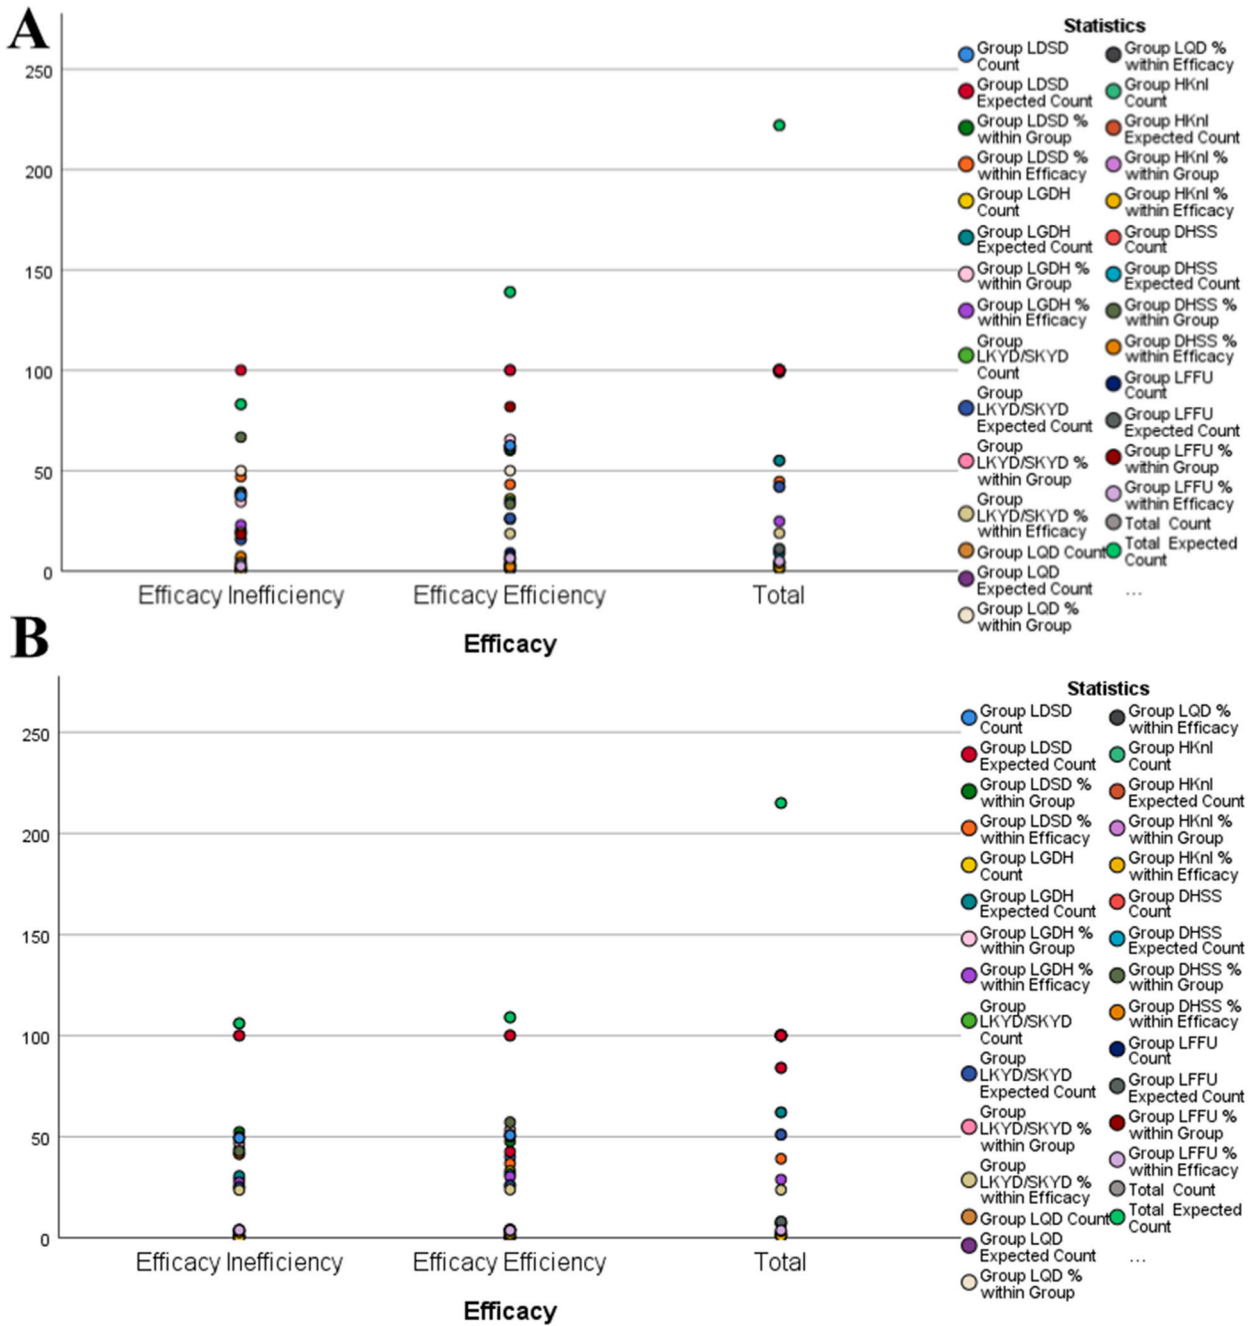 A
Statistics
250
200
150
100
50
0
Efficacy Inefficiency
Efficacy Efficiency
Total
Efficacy
Group LDSD
Count
Group LDSD
Expected Count
Group LDSD %
within Group
Group LDSD %
within Efficacy
Group LGDH
Count
Group LGDH
Expected Count
Group LGDH %
within Group
Group LGDH %
within Efficacy
Group
LKYD/SKYD
Count
Group
LKYD/SKYD
Expected Count
Group
LKYD/SKYD %
within Group
Group
LKYD/SKYD %
within Efficacy
Group LQD Count
Group LQD
Expected Count
Group LQD %
within Group
Group LQD %
within Efficacy
Group HKnI
Count
Group HKnI
Expected Count
Group HKnI %
within Group
Group HKnI %
within Efficacy
Group DHSS
Count
Group DHSS
Expected Count
Group DHSS %
within Group
Group DHSS %
within Efficacy
Group LFFU
Count
Group LFFU
Expected Count
Group LFFU %
within Group
Group LFFU %
within Efficacy
Total Count
Total Expected
Count
...
B
Statistics
250
200
150
100
50
0
Efficacy Inefficiency
Efficacy Efficiency
Total
Efficacy
Group LDSD
Count
Group LDSD
Expected Count
Group LDSD %
within Group
Group LDSD %
within Efficacy
Group LGDH
Count
Group LGDH
Expected Count
Group LGDH %
within Group
Group LGDH %
within Efficacy
Group
LKYD/SKYD
Count
Group
LKYD/SKYD
Expected Count
Group
LKYD/SKYD %
within Group
Group
LKYD/SKYD %
within Efficacy
Group LQD Count
Group LQD
Expected Count
Group LQD %
within Group
Group LQD %
within Efficacy
Group HKnI
Count
Group HKnI
Expected Count
Group HKnI %
within Group
Group HKnI %
within Efficacy
Group DHSS
Count
Group DHSS
Expected Count
Group DHSS %
within Group
Group DHSS %
within Efficacy
Group LFFU
Count
Group LFFU
Expected Count
Group LFFU %
within Group
Group LFFU %
within Efficacy
Total Count
Total Expected
Count
...